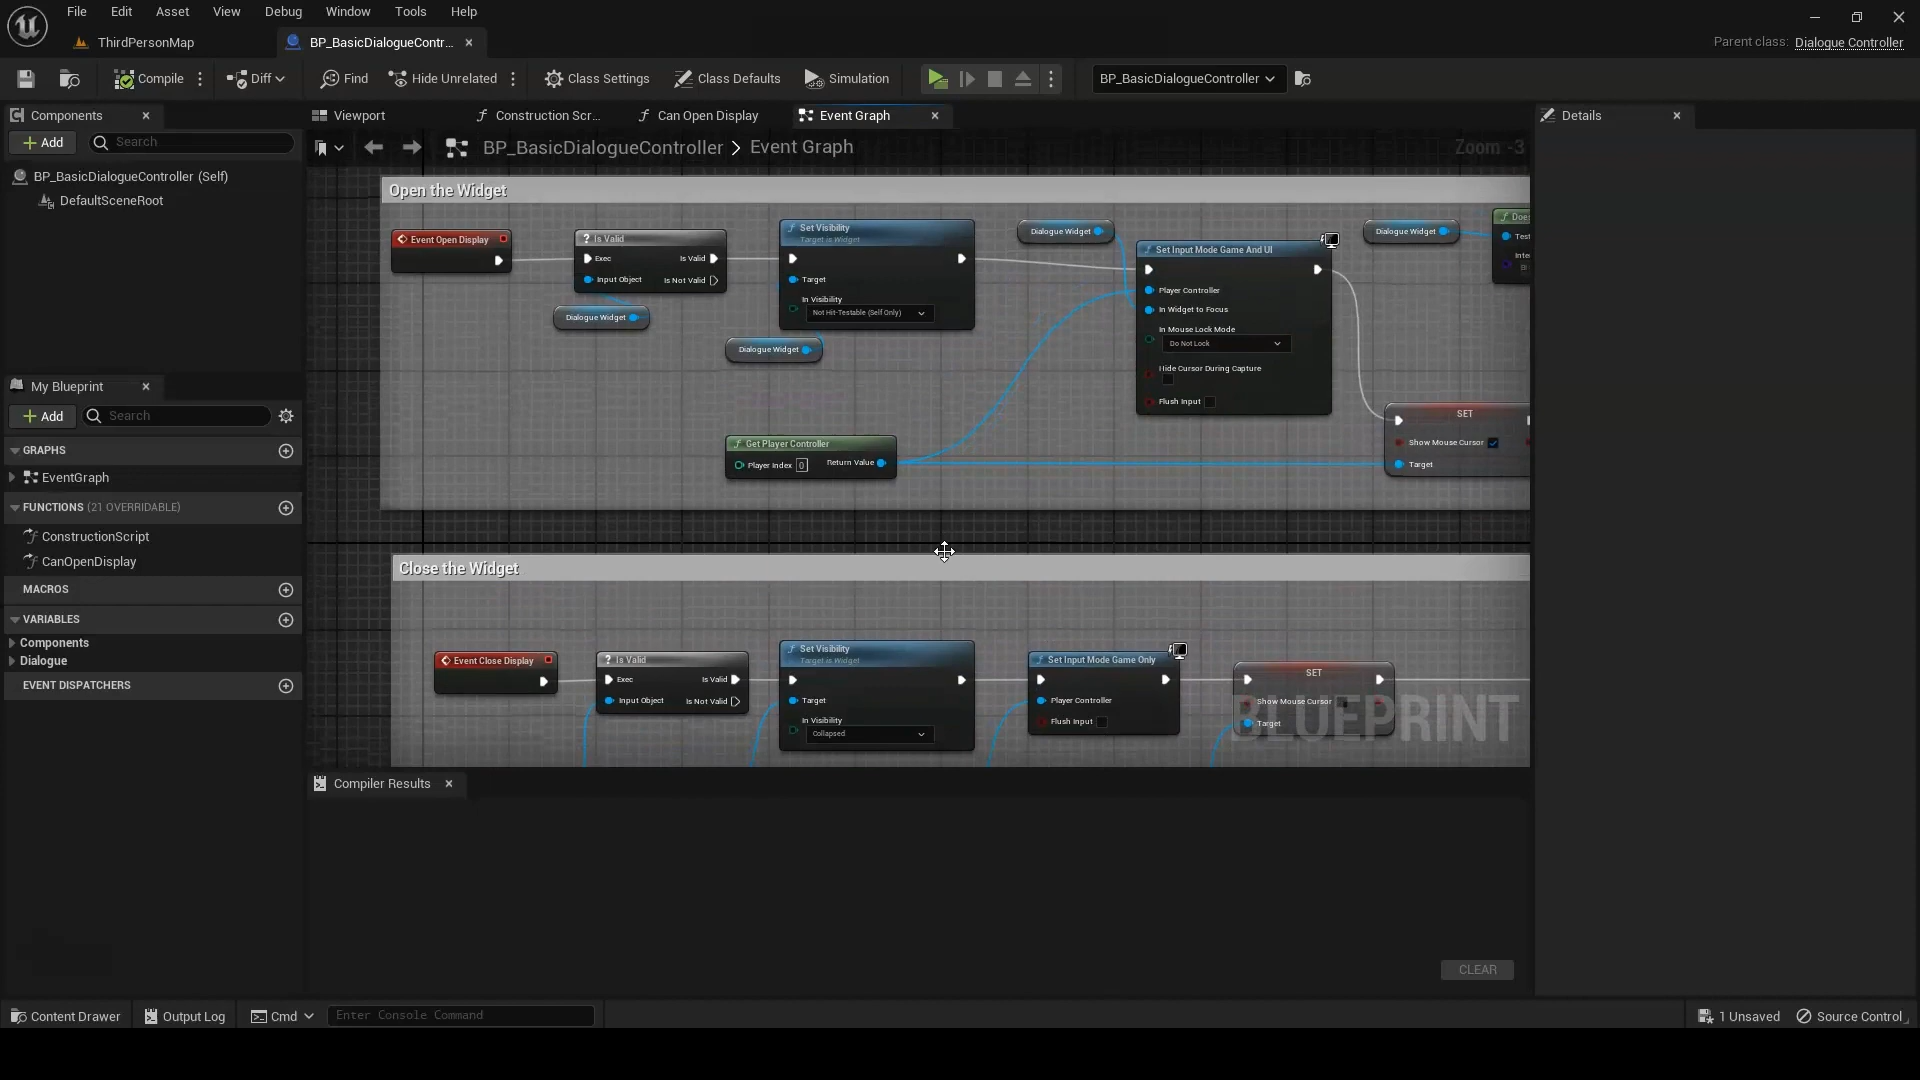 File Edit Asset View Debug Window Tools Help
ThirdPersonMap
BP_BasicDialogueContr...
Parent class: Dialogue Controller
Compile Diff Find Hide Unrelated Class Settings Class Defaults Simulation
BP_BasicDialogueController
Components
Add Search
BP_BasicDialogueController (Self)
DefaultSceneRoot
My Blueprint
Add Search
GRAPHS
EventGraph
FUNCTIONS (21 OVERRIDABLE)
ConstructionScript
CanOpenDisplay
MACROS
VARIABLES
Components
Dialogue
EVENT DISPATCHERS
Viewport Construction Scr... Can Open Display Event Graph
BP_BasicDialogueController > Event Graph
Zoom -3
Open the Widget
Event Open Display
Is Valid
Exec Is Valid
Input Object Is Not Valid
Dialogue Widget
Set Visibility
Target is Widget
Target
In Visibility
Not Hit-Testable (Self Only)
Dialogue Widget
Get Player Controller
Player Index 0 Return Value
Dialogue Widget
Set Input Mode Game And UI
Player Controller
In Widget to Focus
In Mouse Lock Mode
Do Not Lock
Hide Cursor During Capture
Flush Input
Dialogue Widget
Doe
Test
Inte
SET
Show Mouse Cursor
Target
Close the Widget
Event Close Display
Is Valid
Exec Is Valid
Input Object Is Not Valid
Set Visibility
Target is Widget
Target
In Visibility
Collapsed
Set Input Mode Game Only
Player Controller
Flush Input
SET
Show Mouse Cursor
Target
BLUEPRINT
Compiler Results
CLEAR
Details
Content Drawer Output Log Cmd Enter Console Command
1 Unsaved Source Control